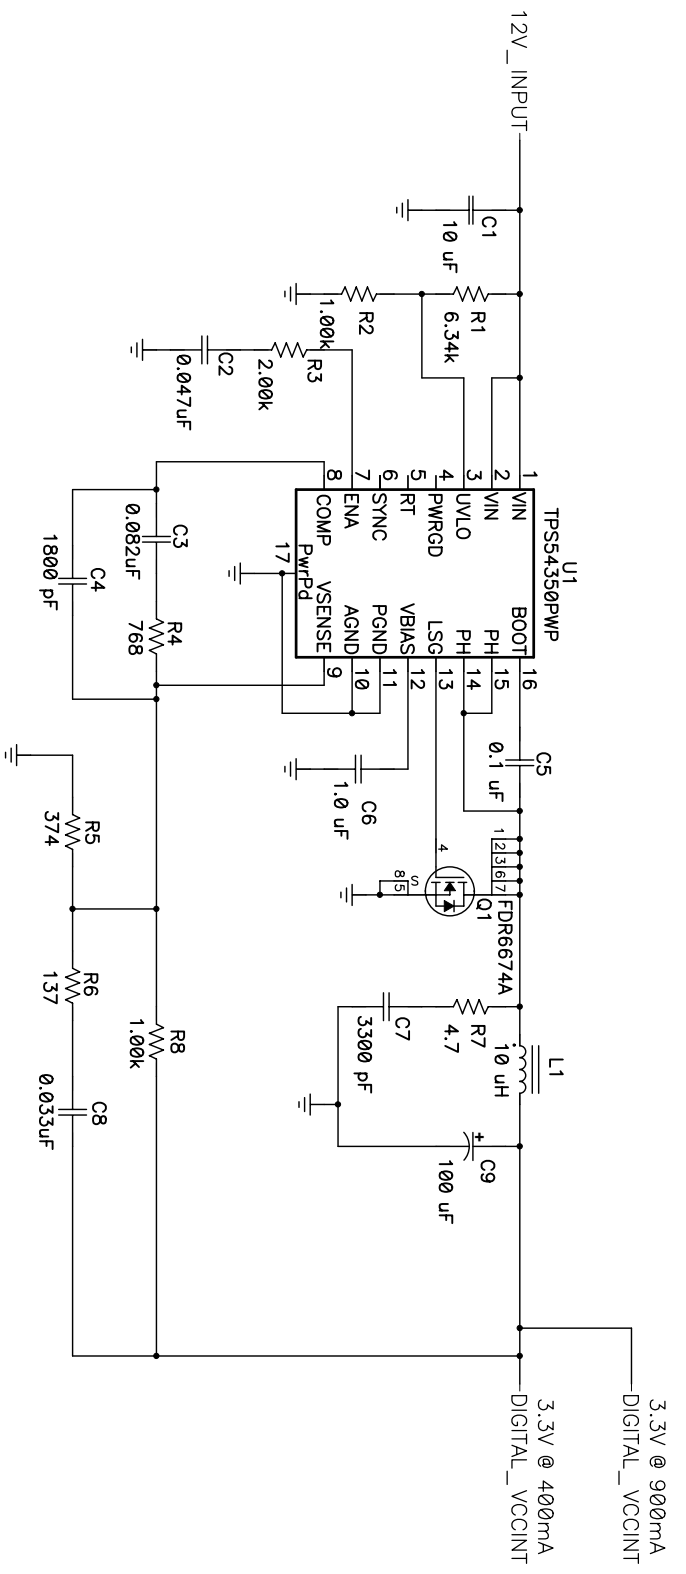 12V_INPUT
C1
10 uF
R1
6.34k
R2
1.00k
R3
2.00k
C2
0.047uF
U1
TPS54350PWP
1
VIN
2
VIN
3
UVLO
4
PWRGD
5
RT
6
SYNC
7
ENA
8
COMP
17
PwrPd
BOOT
16
PH
15
PH
14
LSG
13
VBIAS
12
PGND
11
AGND
10
VSENSE
9
C3
0.082uF
R4
768
C4
1800 pF
C5
0.1 uF
C6
1.0 uF
1
2
3
6
7
4
S
8
5
Q1
FDR6674A
R5
374
R6
137
C8
0.033uF
R8
1.00k
R7
4.7
C7
3300 pF
L1
10 uH
+
C9
100 uF
3.3V @ 900mA
DIGITAL_VCCINT
3.3V @ 400mA
DIGITAL_VCCINT